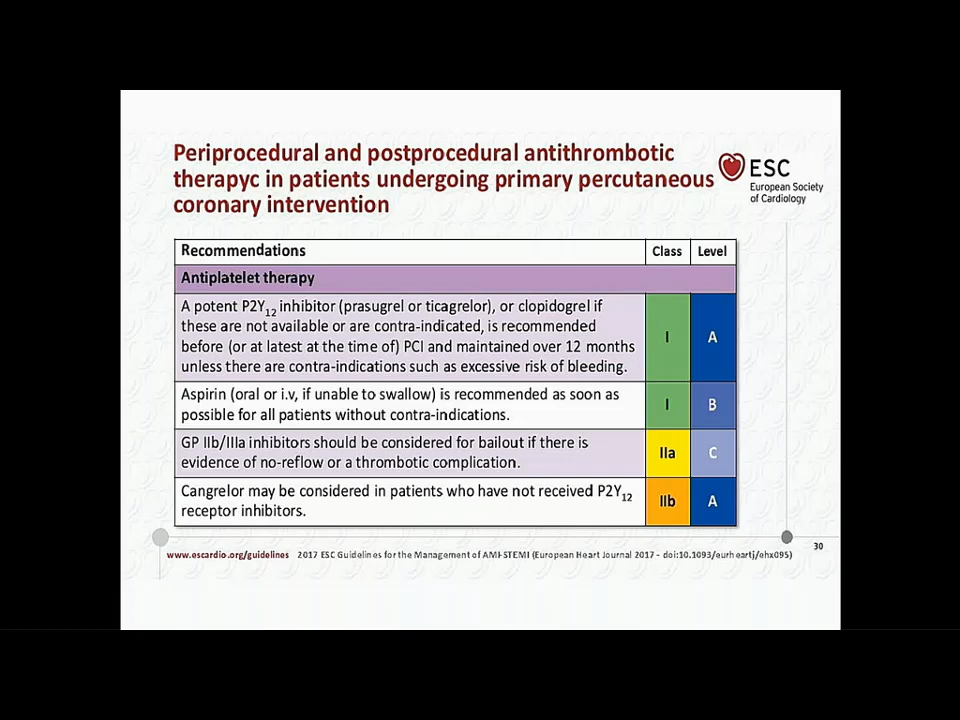 Periprocedural and postprocedural antithrombotic
therapyc in patients undergoing primary percutaneous
coronary intervention
ESC
European Society
of Cardiology
Recommendations Class Level
Antiplatelet therapy
A potent P2Y12 inhibitor (prasugrel or ticagrelor), or clopidogrel if
these are not available or are contra-indicated, is recommended
before (or at latest at the time of) PCI and maintained over 12 months
unless there are contra-indications such as excessive risk of bleeding.
I A
Aspirin (oral or i.v, if unable to swallow) is recommended as soon as
possible for all patients without contra-indications.
I B
GP IIb/IIIa inhibitors should be considered for bailout if there is
evidence of no-reflow or a thrombotic complication.
IIa C
Cangrelor may be considered in patients who have not received P2Y12
receptor inhibitors.
IIb A
www.escardio.org/guidelines 2017 ESC Guidelines for the Management of AMI-STEMI (European Heart Journal 2017 - doi:10.1093/eurheartj/ehx095)
30